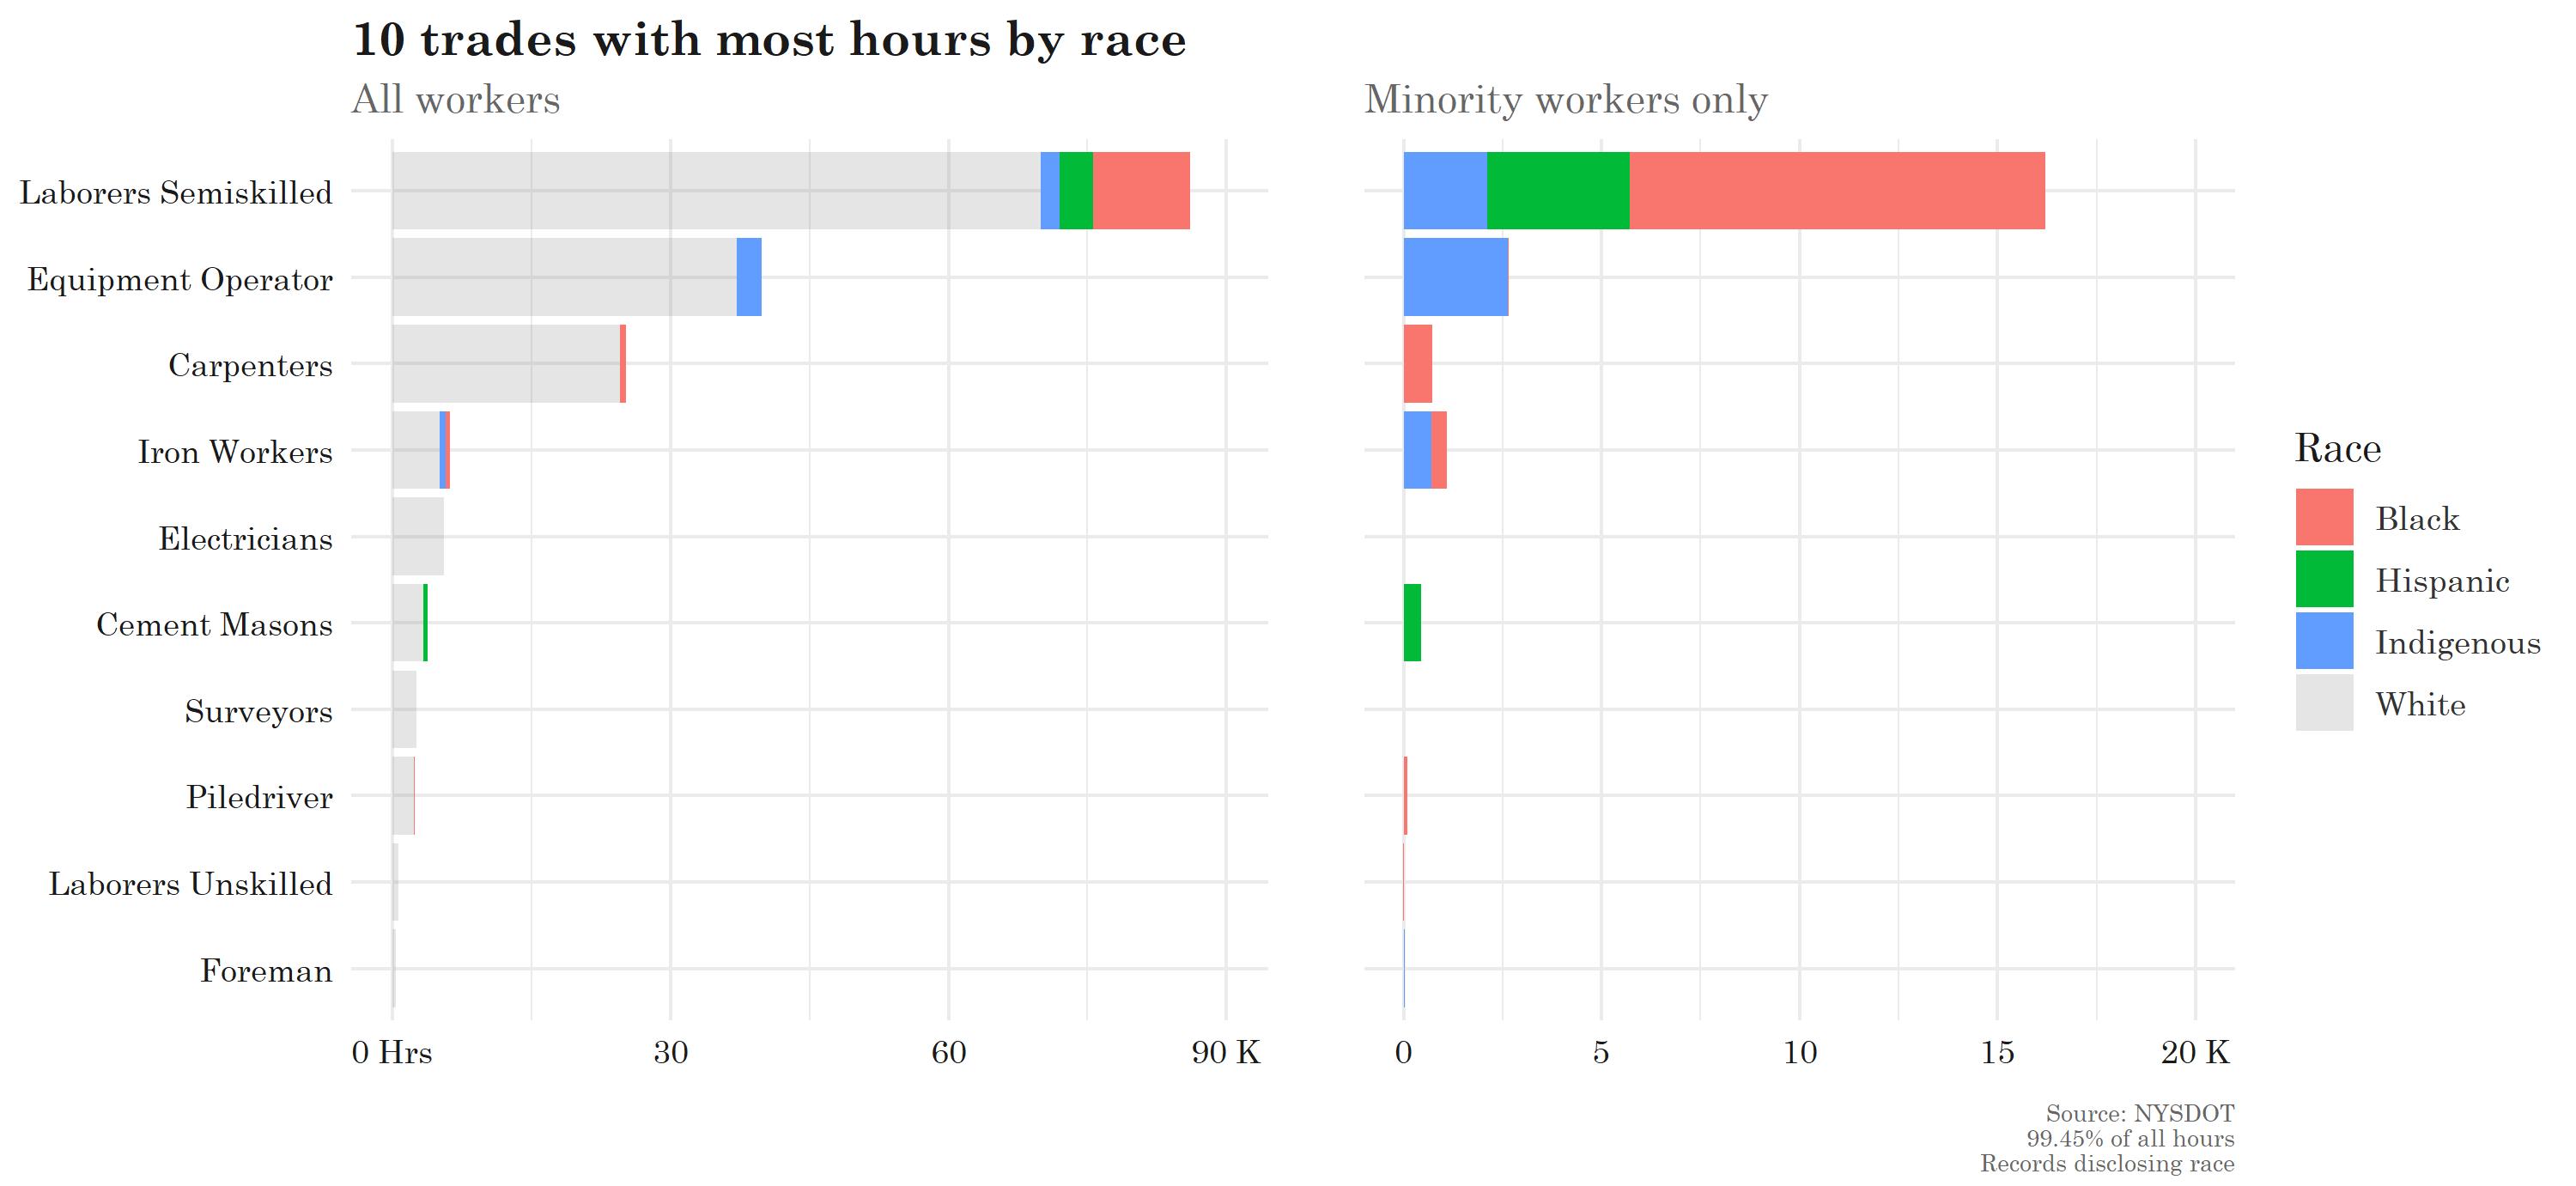 10 trades with most hours by race
All workers
Minority workers only
Laborers Semiskilled
Equipment Operator
Carpenters
Iron Workers
Electricians
Cement Masons
Surveyors
Piledriver
Laborers Unskilled
Foreman
0 Hrs 30 60 90 K
0 5 10 15 20 K
Race
Black
Hispanic
Indigenous
White
Source: NYSDOT
99.45% of all hours
Records disclosing race